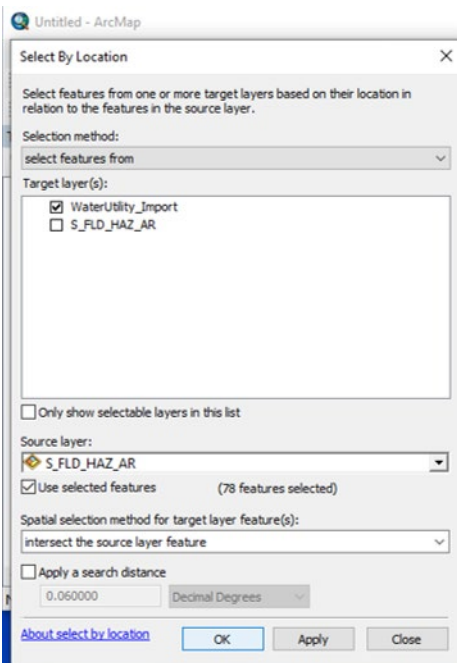 Untitled - ArcMap
Select By Location
Select features from one or more target layers based on their location in
relation to the features in the source layer.
Selection method:
select features from
Target layer(s):
WaterUtility_Import
S_FLD_HAZ_AR
Only show selectable layers in this list
Source layer:
S_FLD_HAZ_AR
Use selected features (78 features selected)
Spatial selection method for target layer feature(s):
intersect the source layer feature
Apply a search distance
0.060000 Decimal Degrees
About select by location OK Apply Close